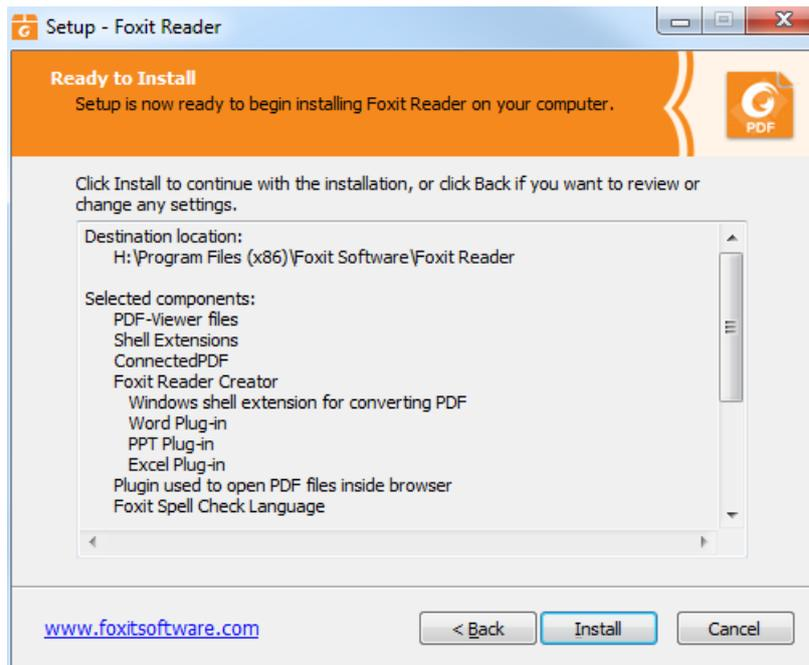 Setup - Foxit Reader
Ready to Install
Setup is now ready to begin installing Foxit Reader on your computer.
PDF
Click Install to continue with the installation, or click Back if you want to review or
change any settings.
Destination location:
H:\Program Files (x86)\Foxit Software\Foxit Reader
Selected components:
PDF-Viewer files
Shell Extensions
ConnectedPDF
Foxit Reader Creator
Windows shell extension for converting PDF
Word Plug-in
PPT Plug-in
Excel Plug-in
Plugin used to open PDF files inside browser
Foxit Spell Check Language
www.foxitsoftware.com
< Back Install Cancel